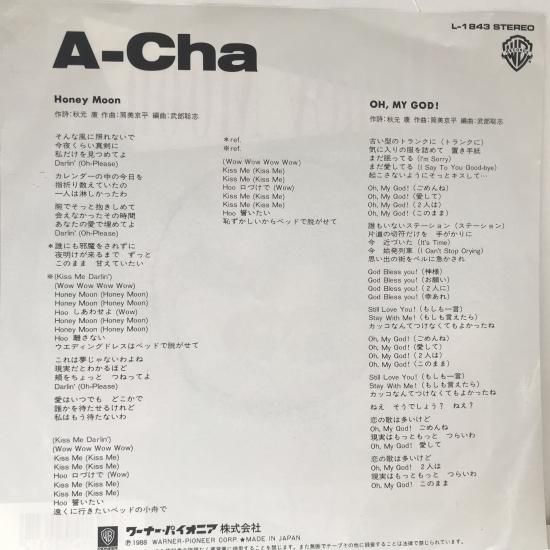 L-1843 STEREO
A-Cha
Honey Moon
作詩:秋元 康 作曲:筒美京平 編曲:武部聡志
そんな風に照れないで
今夜くらい真剣に
私だけを見つめてよ
Darlin' (Oh-Please)
カレンダーの中の今日を
指折り数えていたの
一人は淋しかったわ
腕でそっと抱きしめて
会えなかったその時間
あなたの愛で埋めてよ
Darlin' (Oh-Please)
*誰にも邪魔をされずに
夜明けが来るまで ずっと
このまま 甘えていたい
※(Kiss Me Darlin')
(Wow Wow Wow Wow)
Honey Moon (Honey Moon)
Honey Moon (Honey Moon)
Hoo しあわせよ (Wow)
Honey Moon (Honey Moon)
Honey Moon (Honey Moon)
Hoo 離さない
ウエディングドレスはベッドで脱がせて
これは夢じゃないわよね
現実だとわかるほど
頬をちょっと つねってよ
Darlin' (Oh-Please)
愛はいつでも どこかで
誰かを待たせるけれど
私はもう待たないわ
(Kiss Me Darlin')
(Wow Wow Wow Wow)
Kiss Me (Kiss Me)
Kiss Me (Kiss Me)
Hoo 口づけで (Wow)
Kiss Me (Kiss Me)
Kiss Me (Kiss Me)
Hoo 誓いたい
遠くに行きたいベッドの小舟で
*ref.
※ref.
(Wow Wow Wow Wow)
Kiss Me (Kiss Me)
Kiss Me (Kiss Me)
Hoo 口づけで (Wow)
Kiss Me (Kiss Me)
Kiss Me (Kiss Me)
Hoo 誓いたい
恥ずかしいからベッドで脱がせて
OH, MY GOD!
作詩:秋元 康 作曲:筒美京平 編曲:武部聡志
古い型のトランクに (トランクに)
気に入りの服を詰めて 置き手紙
まだ眠ってる (I'm Sorry)
まだ愛してる (I Say To You Good-bye)
起こさないようにそっとキスして…
Oh, My God! (ごめんね)
Oh, My God! (愛して)
Oh, My God! (2人は)
Oh, My God! (このまま)
誰もいないステーション (ステーション)
片道の切符だけを 手がかりに
今 近づいた (It's Time)
今 始発列車 (I Can't Stop Crying)
思い出の街をベルに急かされ
God Bless you! (神様)
God Bless you! (お願い)
God Bless you! (2人に)
God Bless you! (幸あれ)
Still Love You! (もしも一言)
Stay With Me! (もしも言えたら)
カッコなんてつけなくてもよかったね
Oh, My God! (ごめんね)
Oh, My God! (愛して)
Oh, My God! (2人は)
Oh, My God! (このまま)
Still Love You! (もしも一言)
Stay With Me! (もしも言えたら)
カッコなんてつけなくてもよかったね
ねえ そうでしょう? ねえ?
恋の歌は多いけど
Oh, My God! ごめんね
現実はもっともっと つらいわ
Oh, My God! 愛して
恋の歌は多いけど
Oh, My God! 2人は
現実はもっともっと つらいわ
Oh, My God! このまま
ワーナー・パイオニア株式会社
Ⓟ1988 WARNER-PIONEER CORP.★MADE IN JAPAN